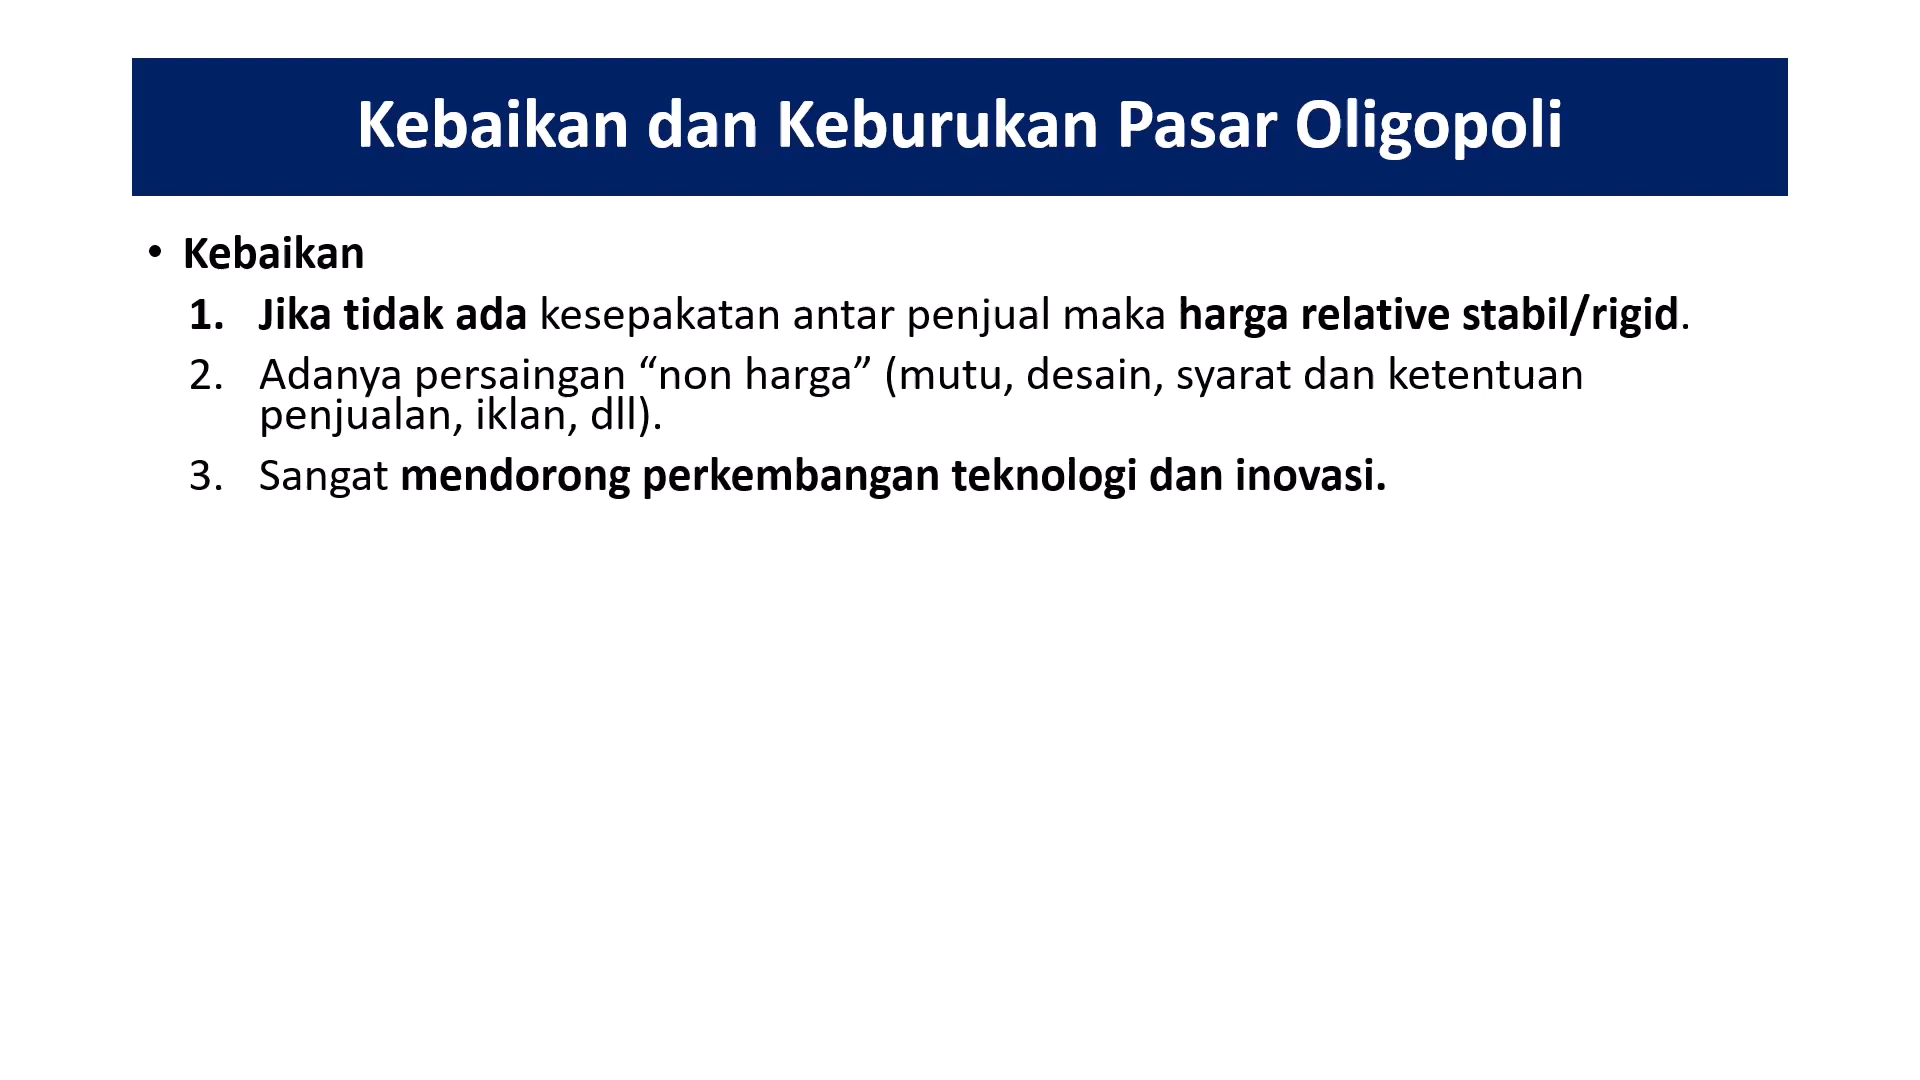 Kebaikan dan Keburukan Pasar Oligopoli
• Kebaikan
1. Jika tidak ada kesepakatan antar penjual maka harga relative stabil/rigid.
2. Adanya persaingan “non harga” (mutu, desain, syarat dan ketentuan
penjualan, iklan, dll).
3. Sangat mendorong perkembangan teknologi dan inovasi.